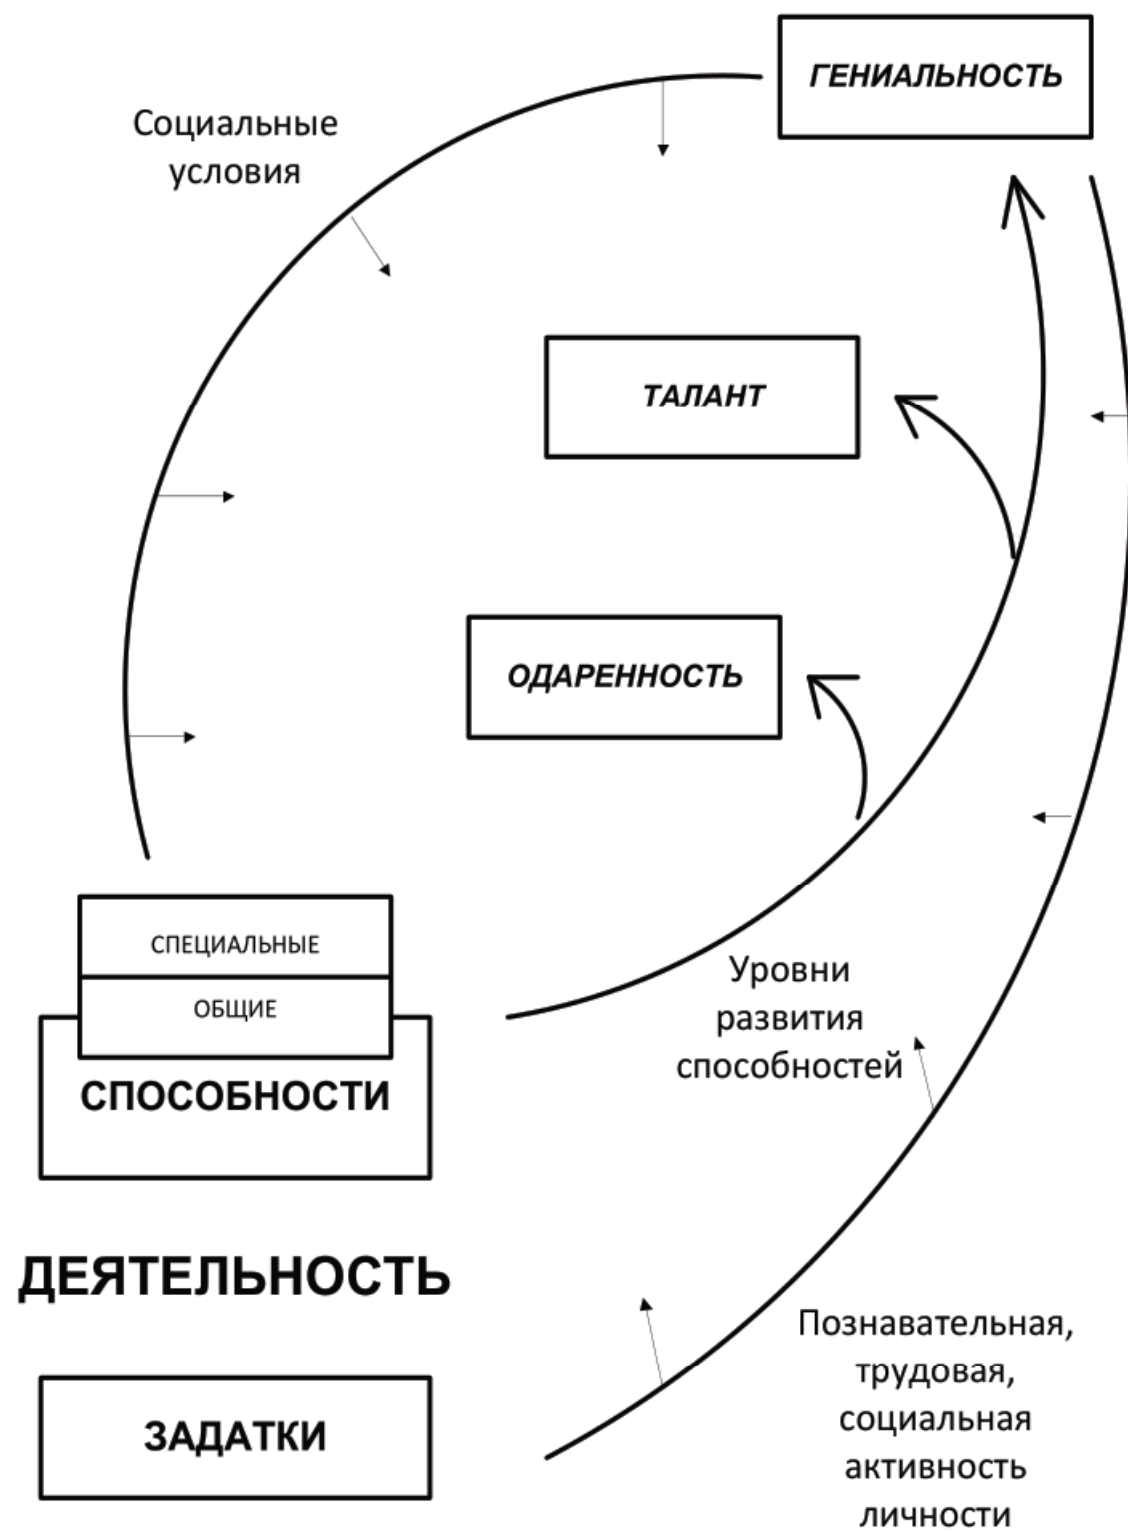 ГЕНИАЛЬНОСТЬ
Социальные
условия
ТАЛАНТ
ОДАРЕННОСТЬ
СПЕЦИАЛЬНЫЕ
ОБЩИЕ
СПОСОБНОСТИ
Уровни
развития
способностей
ДЕЯТЕЛЬНОСТЬ
ЗАДАТКИ
Познавательная,
трудовая,
социальная
активность
личности